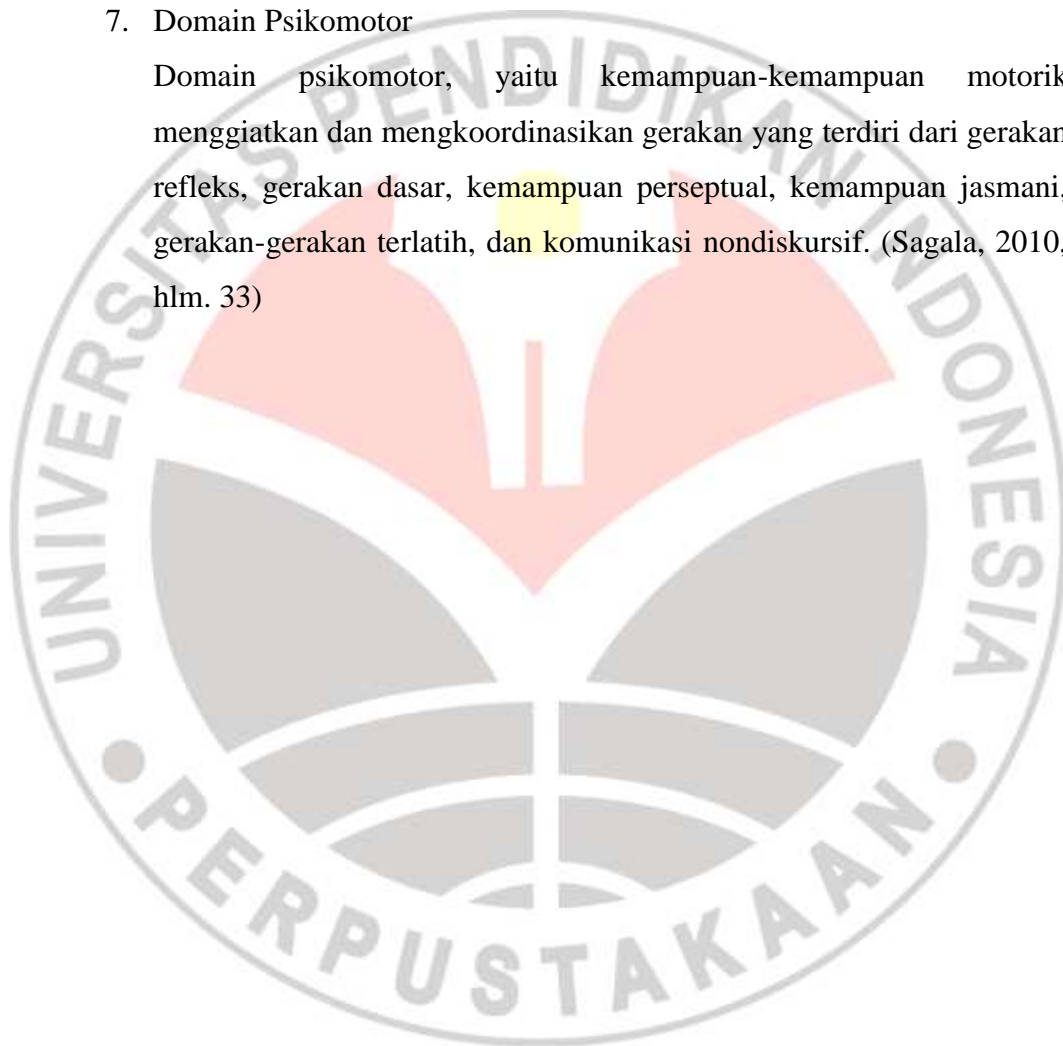 7. Domain Psikomotor
Domain psikomotor, yaitu kemampuan-kemampuan motorik
menggiatkan dan mengkoordinasikan gerakan yang terdiri dari gerakan
refleks, gerakan dasar, kemampuan perseptual, kemampuan jasmani,
gerakan-gerakan terlatih, dan komunikasi nondiskursif. (Sagala, 2010,
hlm. 33)
UNIVERSITAS PENDIDIKAN INDONESIA
PERPUSTAKAAN